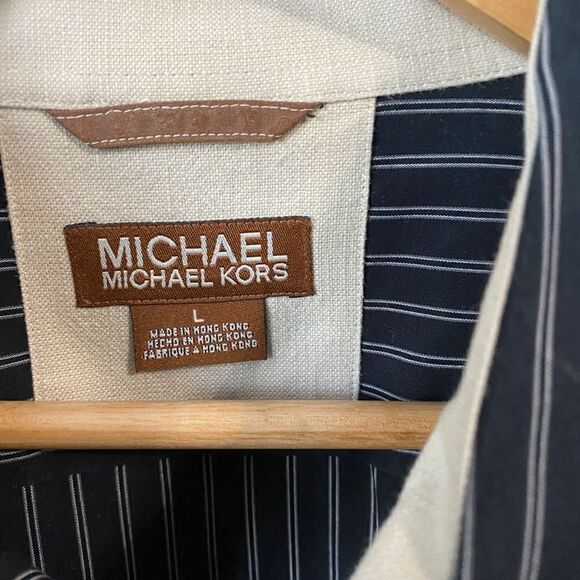 MICHAEL
MICHAEL KORS
L
MADE IN HONG KONG
HECHO EN HONG KONG
FABRIQUE A HONG KONG